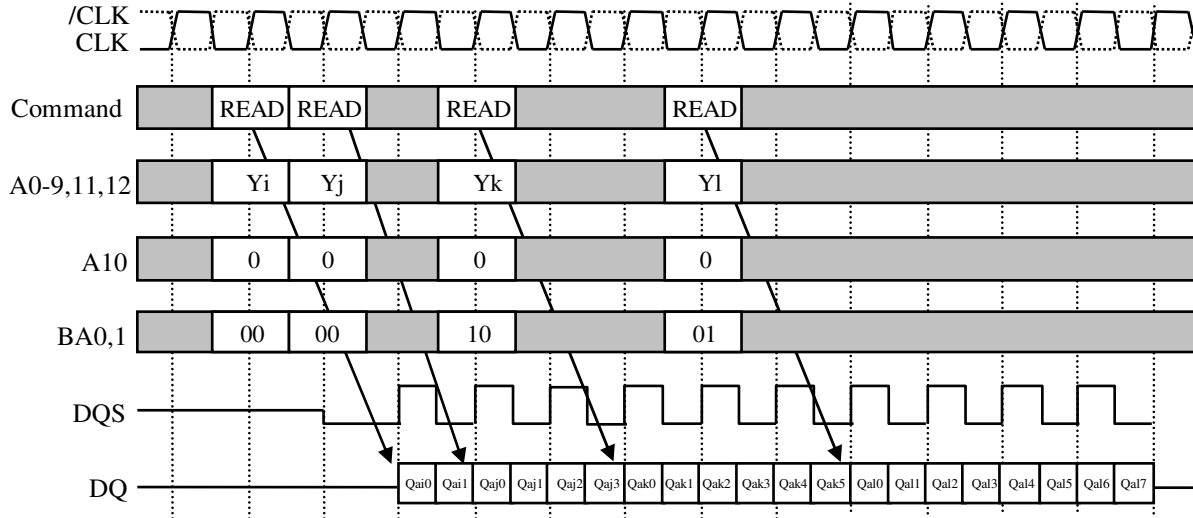 /CLK
CLK
Command READ READ READ READ
A0-9,11,12 Yi Yj Yk Yl
A10 0 0 0 0
BA0,1 00 00 10 01
DQS
DQ Qai0 Qai1 Qaj0 Qaj1 Qaj2 Qaj3 Qak0 Qak1 Qak2 Qak3 Qak4 Qak5 Qal0 Qal1 Qal2 Qal3 Qal4 Qal5 Qal6 Qal7